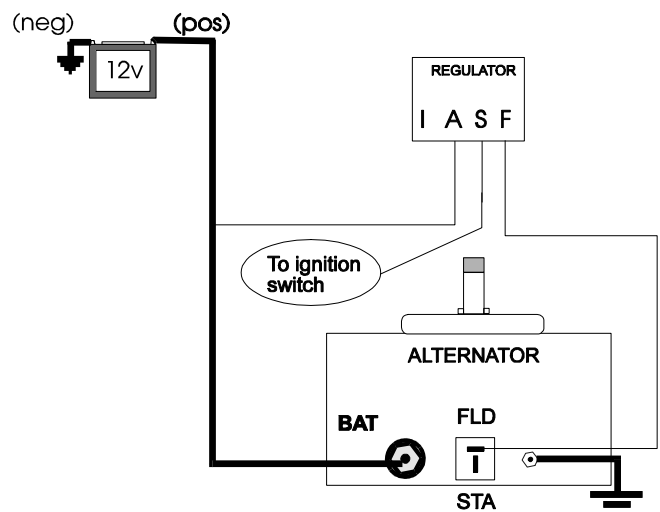 (neg)
(pos)
12v
REGULATOR
I A S F
To ignition
switch
ALTERNATOR
BAT
FLD
STA